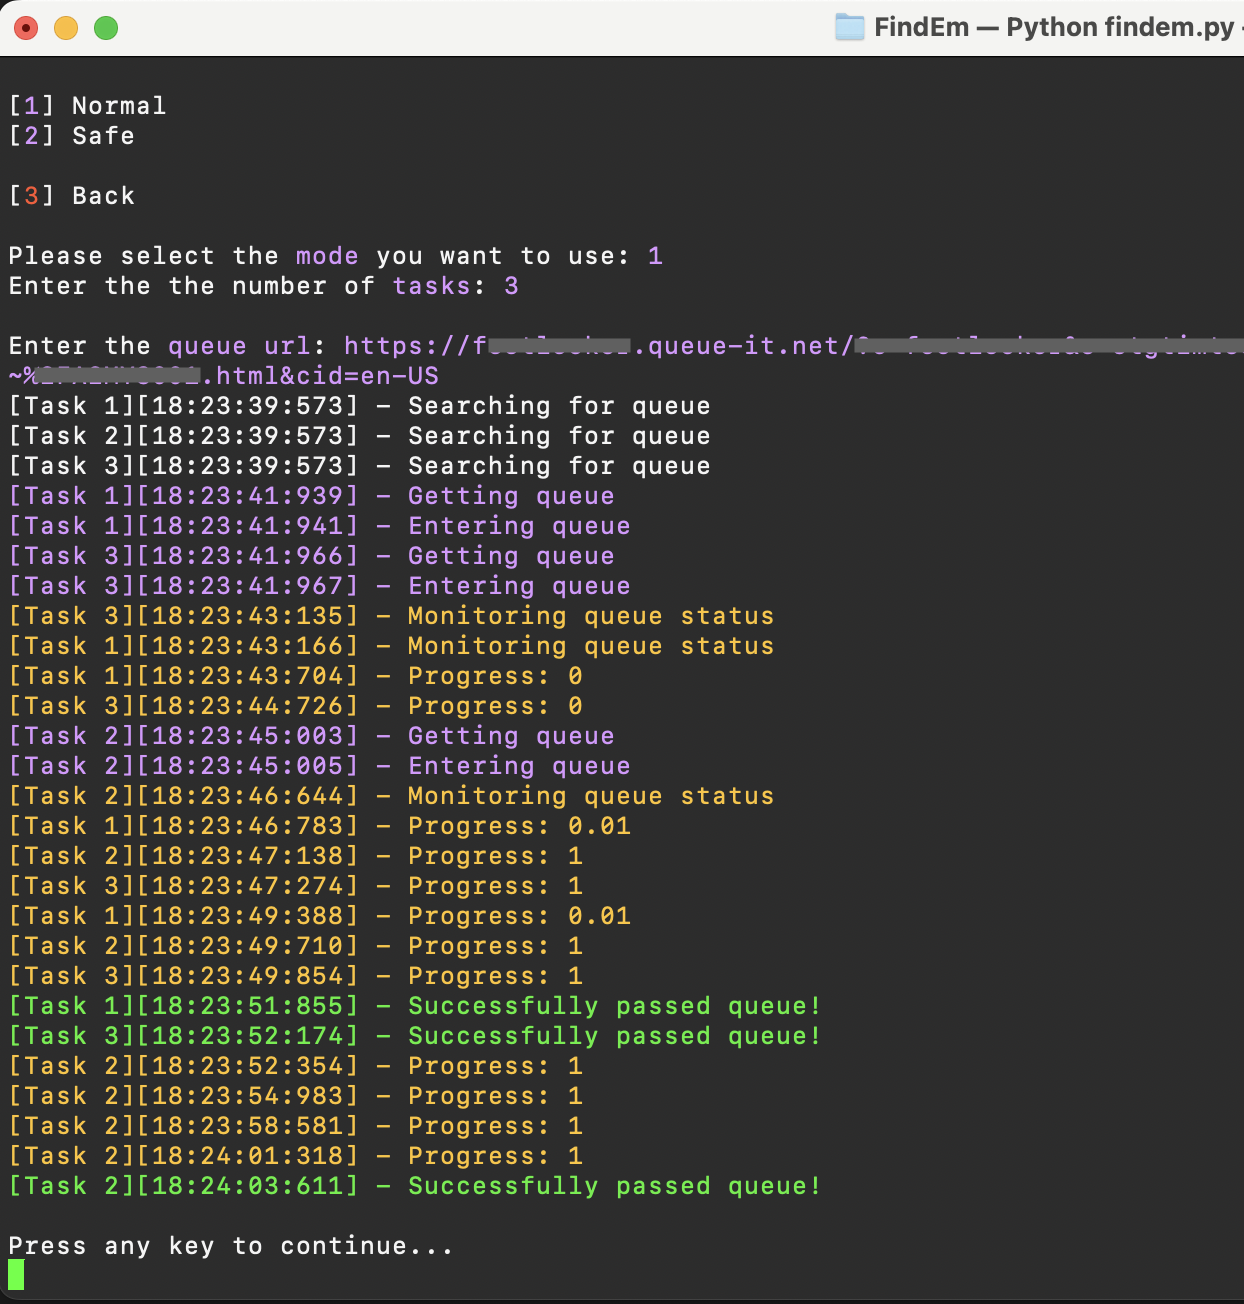 FindEm — Python findem.py
[1] Normal
[2] Safe
[3] Back
Please select the mode you want to use: 1
Enter the the number of tasks: 3
Enter the queue url: https://f .queue-it.net/
~% .html&cid=en-US
[Task 1][18:23:39:573] - Searching for queue
[Task 2][18:23:39:573] - Searching for queue
[Task 3][18:23:39:573] - Searching for queue
[Task 1][18:23:41:939] - Getting queue
[Task 1][18:23:41:941] - Entering queue
[Task 3][18:23:41:966] - Getting queue
[Task 3][18:23:41:967] - Entering queue
[Task 3][18:23:43:135] - Monitoring queue status
[Task 1][18:23:43:166] - Monitoring queue status
[Task 1][18:23:43:704] - Progress: 0
[Task 3][18:23:44:726] - Progress: 0
[Task 2][18:23:45:003] - Getting queue
[Task 2][18:23:45:005] - Entering queue
[Task 2][18:23:46:644] - Monitoring queue status
[Task 1][18:23:46:783] - Progress: 0.01
[Task 2][18:23:47:138] - Progress: 1
[Task 3][18:23:47:274] - Progress: 1
[Task 1][18:23:49:388] - Progress: 0.01
[Task 2][18:23:49:710] - Progress: 1
[Task 3][18:23:49:854] - Progress: 1
[Task 1][18:23:51:855] - Successfully passed queue!
[Task 3][18:23:52:174] - Successfully passed queue!
[Task 2][18:23:52:354] - Progress: 1
[Task 2][18:23:54:983] - Progress: 1
[Task 2][18:23:58:581] - Progress: 1
[Task 2][18:24:01:318] - Progress: 1
[Task 2][18:24:03:611] - Successfully passed queue!
Press any key to continue...